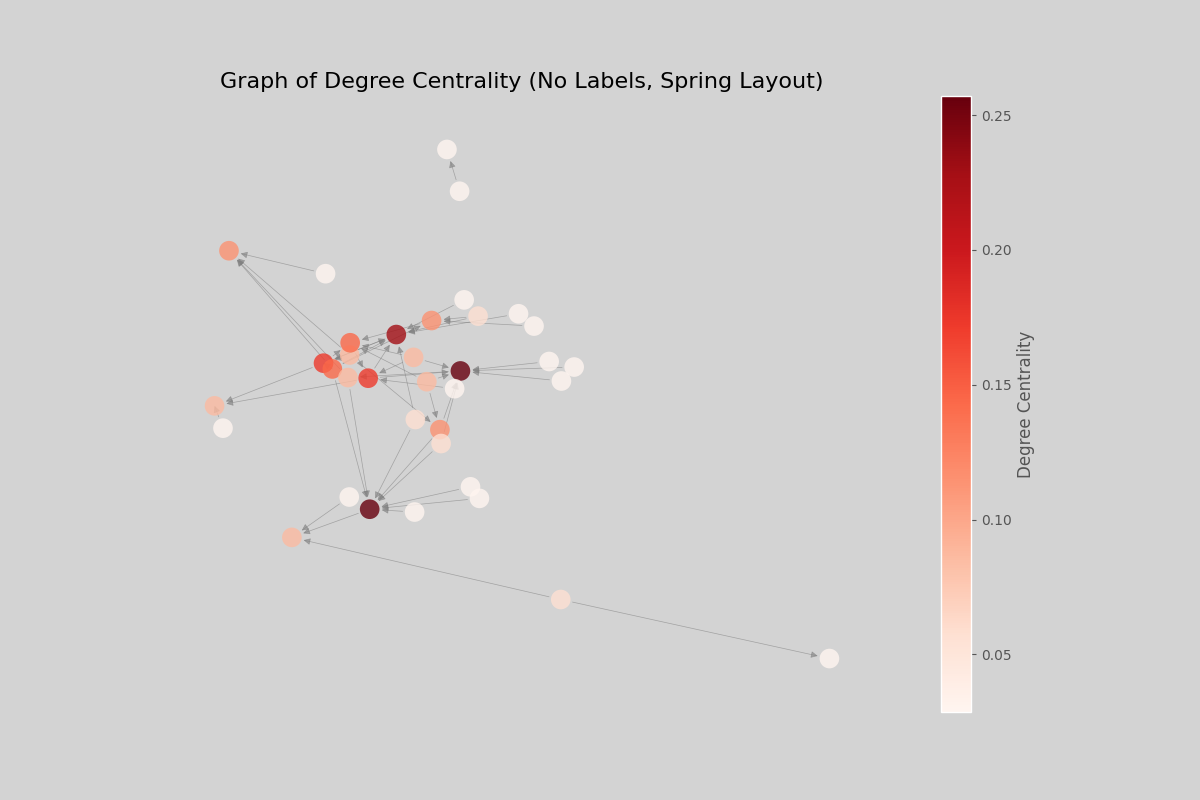 Graph of Degree Centrality (No Labels, Spring Layout)
0.25
0.20
0.15
0.10
0.05
Degree Centrality